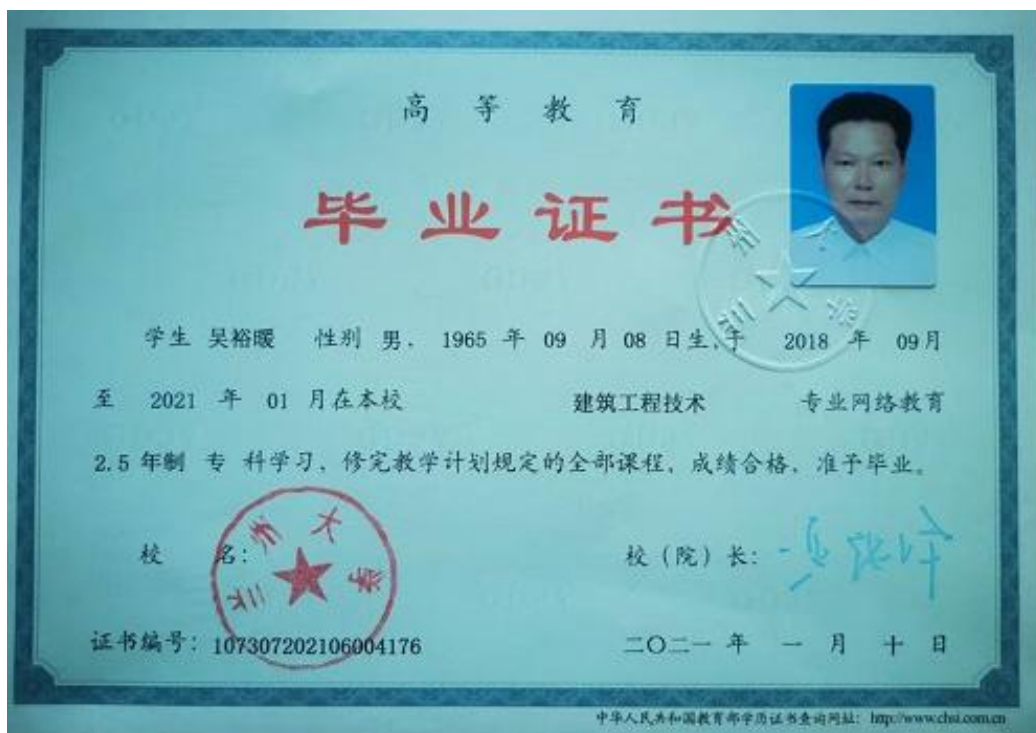 高等教育
毕业证书
学生 吴裕暖 性别 男, 1965 年 09 月 08 日生,于 2018 年 09月
至 2021 年 01 月在本校 建筑工程技术 专业网络教育
2.5 年制 专 科学习,修完教学计划规定的全部课程,成绩合格,准予毕业。
校 名: 校(院)长:
证书编号: 107307202106004176 二〇二一 年 一 月 十 日
中华人民共和国教育部学历证书查询网址: http://www.chsi.com.cn